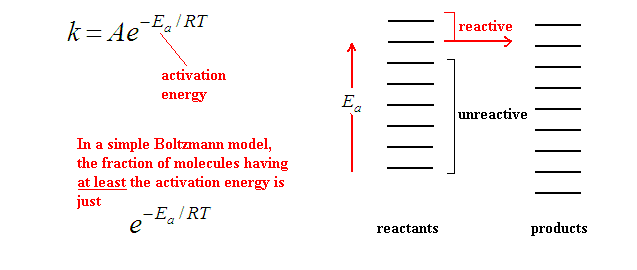 k = Ae^{-E_a / RT}
activation
energy
In a simple Boltzmann model,
the fraction of molecules having
at least the activation energy is
just
e^{-E_a / RT}
E_a
reactive
unreactive
reactants
products